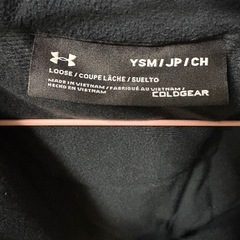 YSM / JP / CH
LOOSE / COUPE LÂCHE / SUELTO
MADE IN VIETNAM / FABRIQUÉ AU VIETNAM /
HECHO EN VIETNAM
COLDGEAR